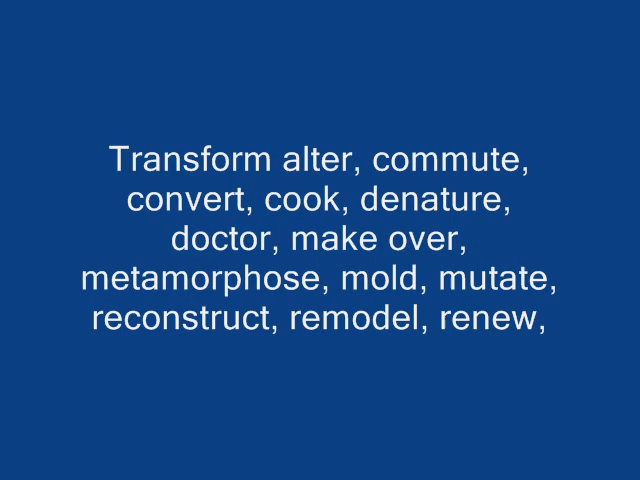 Transform alter, commute,
convert, cook, denature,
doctor, make over,
metamorphose, mold, mutate,
reconstruct, remodel, renew,